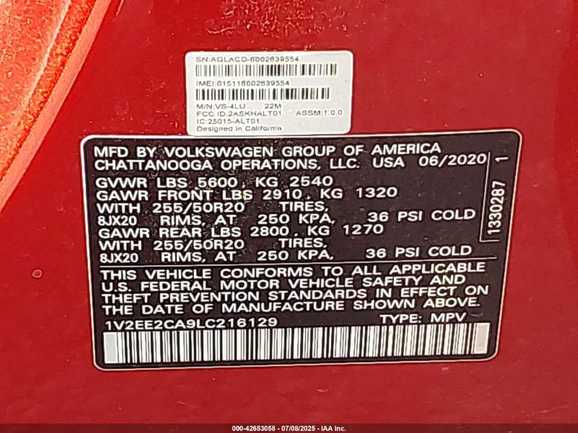 SN:AGLACD-6002639554
IMEI:015118002639554
M/N:VS-4LU 22M
FCC ID:2ASKHALT01 ASSM:1.0.0
IC:25015-ALT01
Designed in California
MFD BY. VOLKSWAGEN GROUP OF AMERICA
CHATTANOOGA OPERATIONS, LLC. USA 06/2020
GVWR LBS 5600, KG 2540
GAWR FRONT LBS 2910, KG 1320
WITH 255/50R20 TIRES,
8JX20 RIMS, AT 250 KPA, 36 PSI COLD
GAWR REAR LBS 2800, KG 1270
WITH 255/50R20 TIRES,
8JX20 RIMS, AT 250 KPA, 36 PSI COLD
THIS VEHICLE CONFORMS TO ALL APPLICABLE
U.S. FEDERAL MOTOR VEHICLE SAFETY AND
THEFT PREVENTION STANDARDS IN EFFECT ON
THE DATE OF MANUFACTURE SHOWN ABOVE.
1V2EE2CA9LC216129 TYPE: MPV
1330287 1
000-42653058 - 07/08/2025 - IAA Inc.